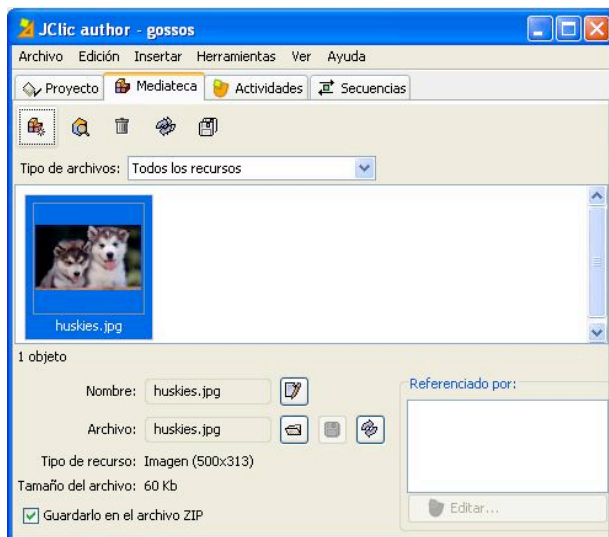 JClic author - gossos
Archivo Edición Insertar Herramientas Ver Ayuda
Proyecto Mediateca Actividades Secuencias
Tipo de archivos: Todos los recursos
huskies.jpg
1 objeto
Nombre: huskies.jpg
Referenciado por:
Archivo: huskies.jpg
Tipo de recurso: Imagen (500x313)
Tamaño del archivo: 60 Kb
Guardarlo en el archivo ZIP
Editar...